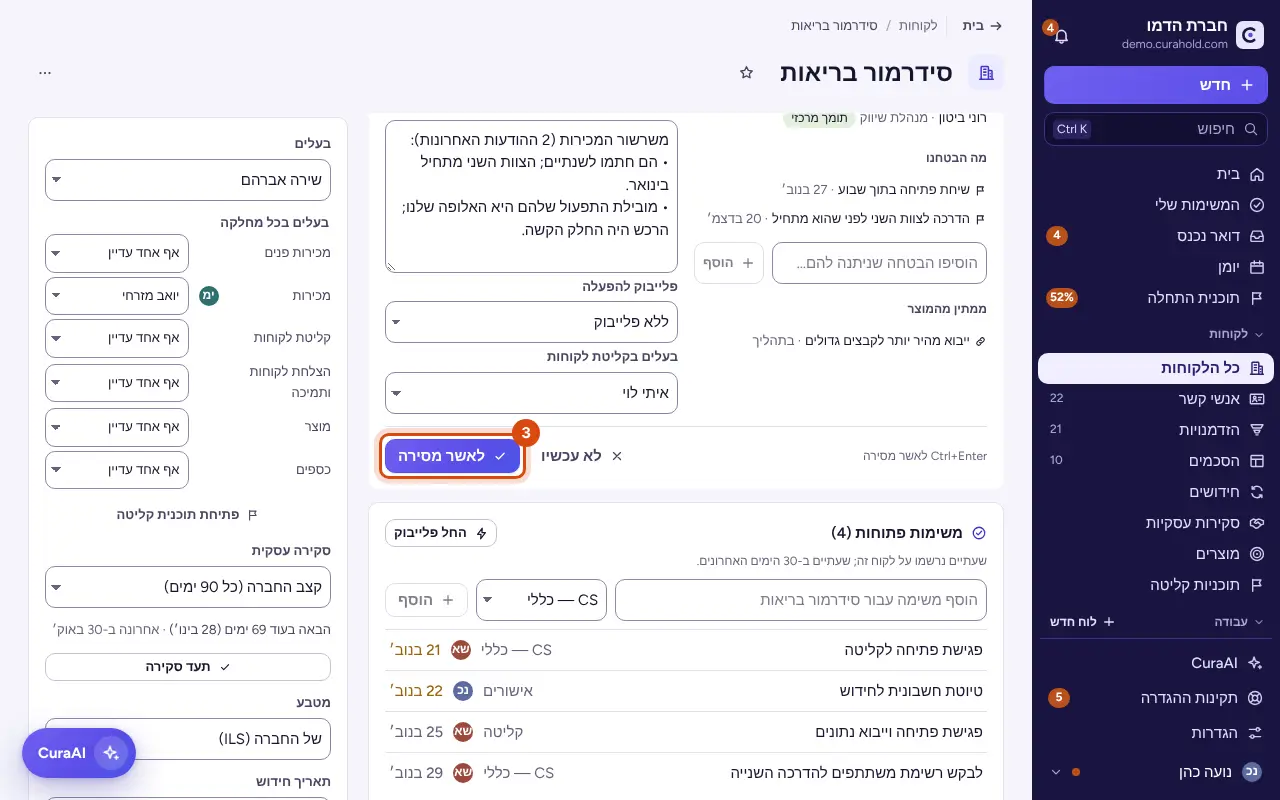 חברת הדמו
demo.curahold.com
4
חדש
חיפוש
Ctrl K
בית
המשימות שלי
דואר נכנס
4
יומן
תוכנית התחלה
52%
לקוחות
כל הלקוחות
אנשי קשר
22
הזדמנויות
21
הסכמים
10
חידושים
סקירות עסקיות
מוצרים
תוכניות קליטה
עבודה
לוח חדש
CuraAI
תקינות ההגדרה
5
הגדרות
נועה כהן
נכ
בית
לקוחות / סידרמור בריאות
סידרמור בריאות
רוני ביטון · מנהלת שיווק
תומך מרכזי
מה הבטחנו
שיחת פתיחה בתוך שבוע · 27 בנוב׳
הדרכה לצוות השני לפני שהוא מתחיל · 20 בדצמ׳
הוסיפו הבטחה שניתנה להם...
הוסף
ממתין מהמוצר
ייבוא מהיר יותר לקבצים גדולים · בתהליך
משרשור המכירות (2 ההודעות האחרונות):
• הם חתמו לשנתיים; הצוות השני מתחיל
בינואר.
• מובילת התפעול שלהם היא האלופה שלנו;
הרכש היה החלק הקשה.
פלייבוק להפעלה
ללא פלייבוק
בעלים בקליטת לקוחות
איתי לוי
Ctrl+Enter לאשר מסירה
לא עכשיו
לאשר מסירה
3
משימות פתוחות (4)
החל פלייבוק
שעתיים נרשמו על לקוח זה; שעתיים ב-30 הימים האחרונים.
הוסף משימה עבור סידרמור בריאות
CS — כללי
הוסף
פגישת פתיחה לקליטה
CS — כללי
שא
21 בנוב׳
טיוטת חשבונית לחידוש
אישורים
נכ
22 בנוב׳
פגישת פתיחה וייבוא נתונים
קליטה
שא
25 בנוב׳
לבקש רשימת משתתפים להדרכה השנייה
CS — כללי
שא
29 בנוב׳
בעלים
שירה אברהם
בעלים בכל מחלקה
מכירות פנים
אף אחד עדיין
מכירות
ימ
יואב מזרחי
קליטת לקוחות
אף אחד עדיין
הצלחת לקוחות
ותמיכה
אף אחד עדיין
מוצר
אף אחד עדיין
כספים
אף אחד עדיין
פתיחת תוכנית קליטה
סקירה עסקית
קצב החברה (כל 90 ימים)
הבאה בעוד 69 ימים (28 בינו׳) · אחרונה ב-30 באוק׳
תעד סקירה
מטבע
של החברה (ILS)
תאריך חידוש
CuraAI